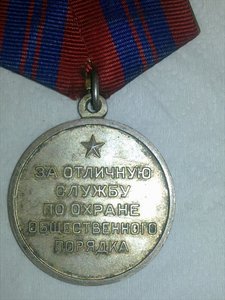 ЗА ОТЛИЧНУЮ
СЛУЖБУ
ПО ОХРАНЕ
ОБЩЕСТВЕННОГО
ПОРЯДКА